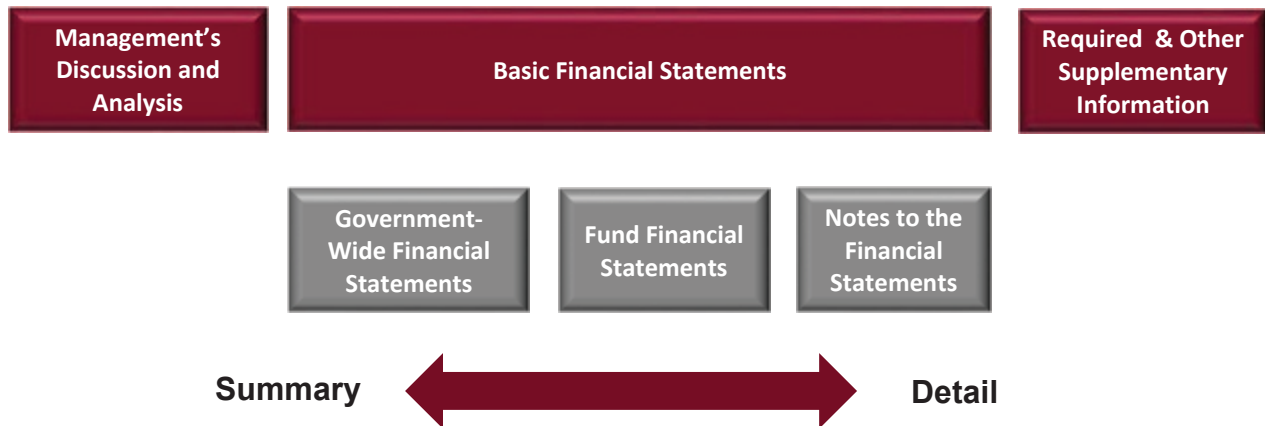 Management’s
Discussion and
Analysis
Basic Financial Statements
Required & Other
Supplementary
Information
Government-
Wide Financial
Statements
Fund Financial
Statements
Notes to the
Financial
Statements
Summary
Detail